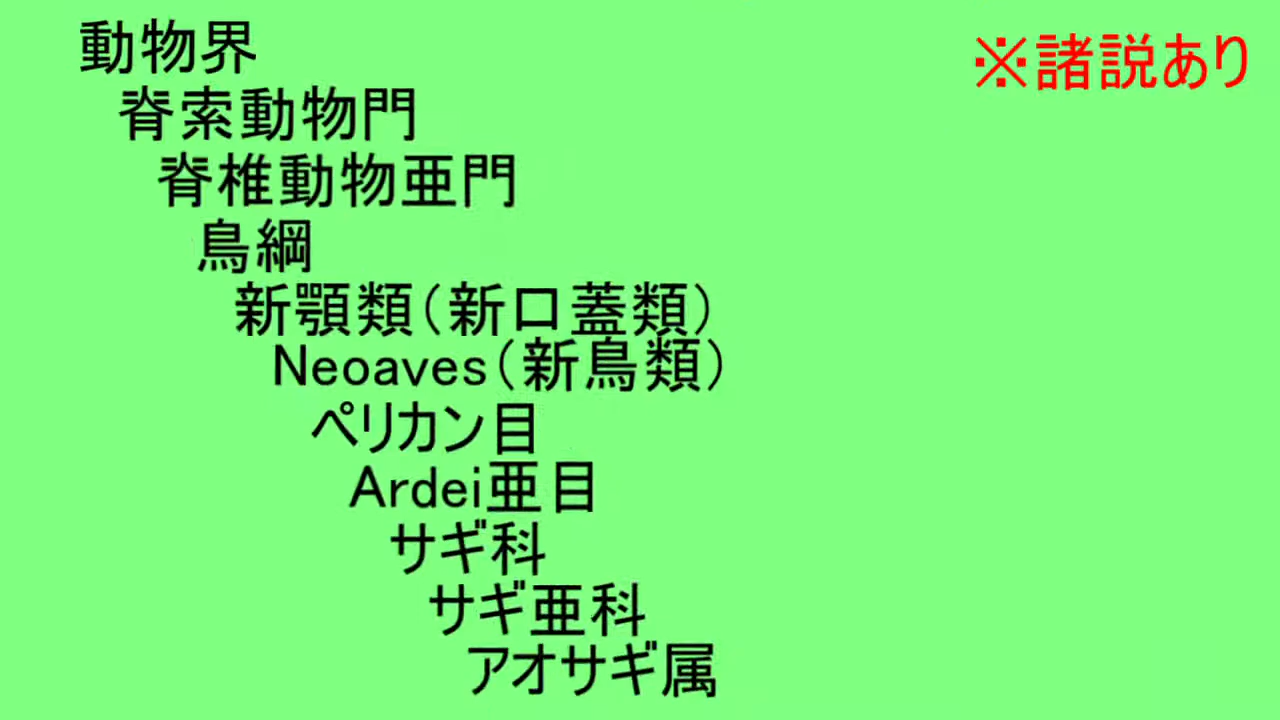 動物界
※諸説あり
脊索動物門
脊椎動物亜門
鳥綱
新顎類（新口蓋類）
Neoaves（新鳥類）
ペリカン目
Ardei亜目
サギ科
サギ亜科
アオサギ属